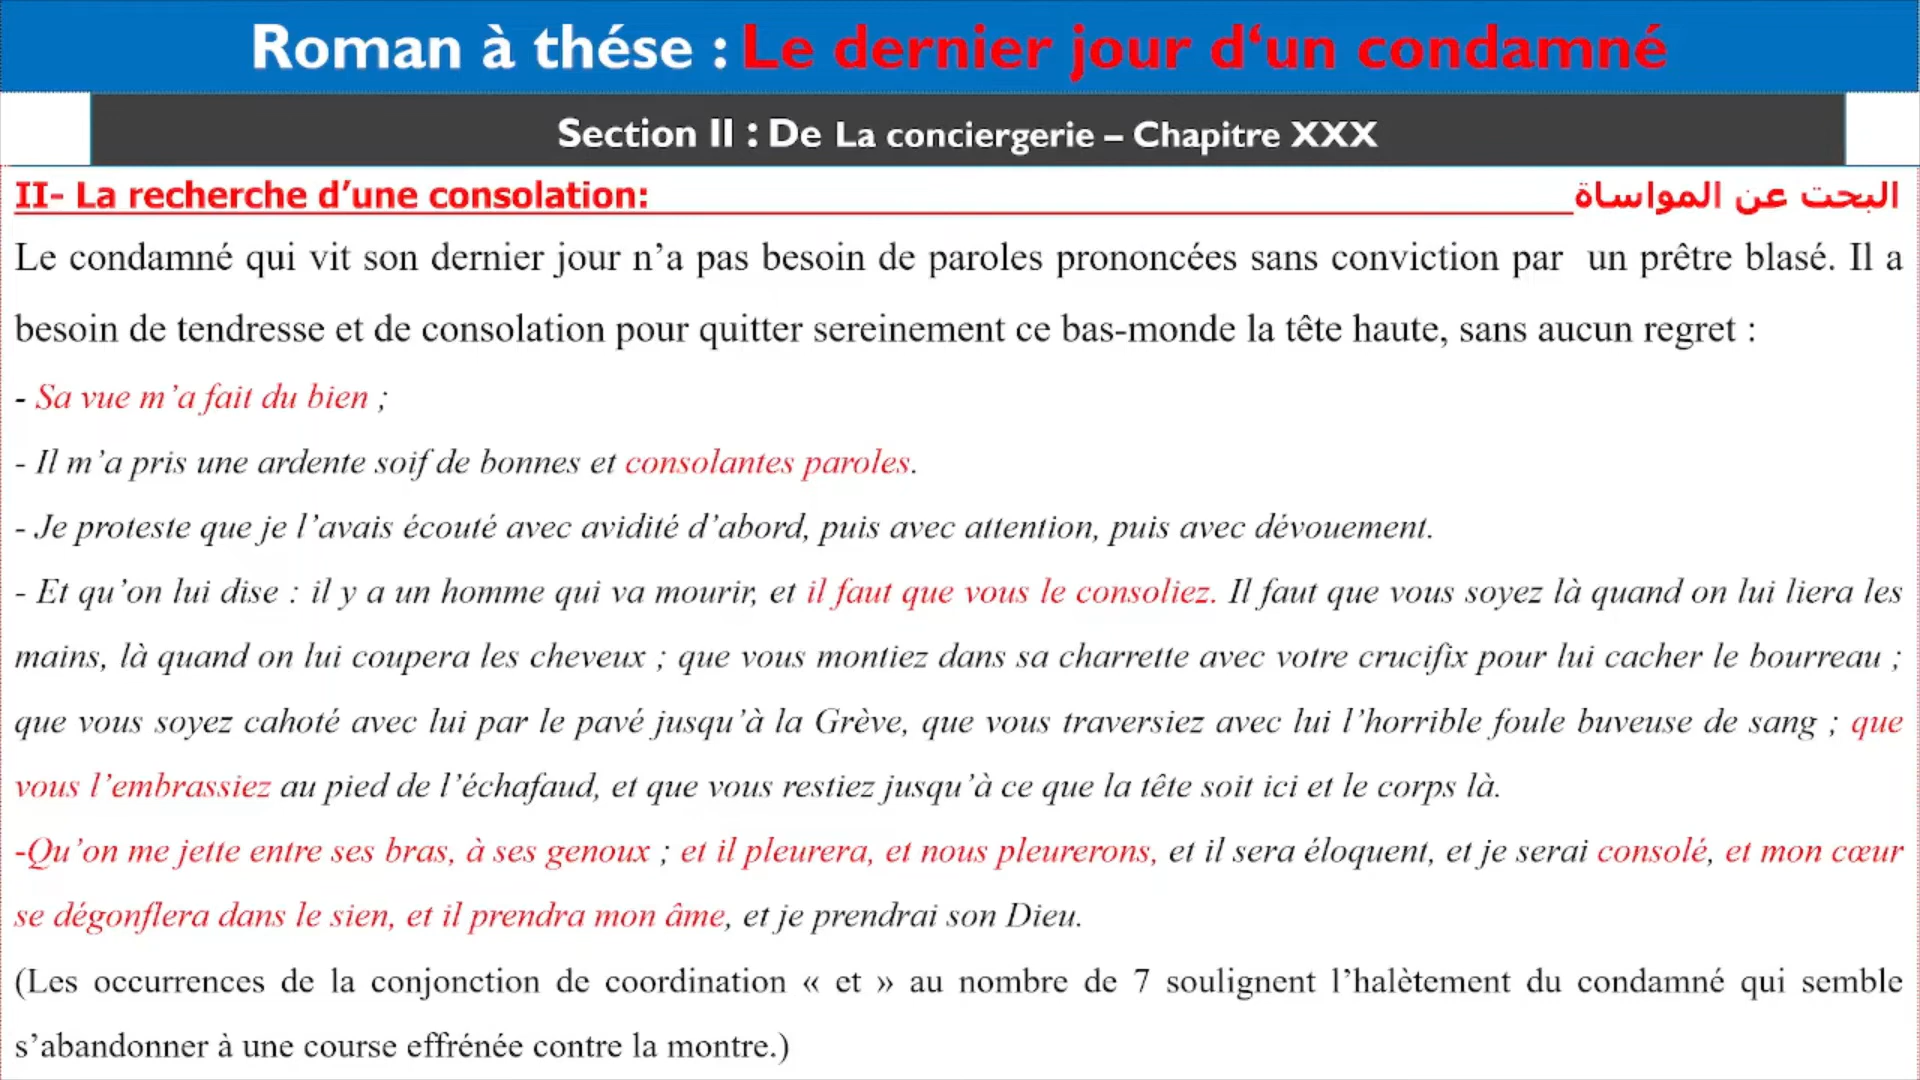 Roman à thése : Le dernier jour d‘un condamné
Section II : De La conciergerie – Chapitre XXX
II- La recherche d’une consolation: البحت عن المواساة
Le condamné qui vit son dernier jour n’a pas besoin de paroles prononcées sans conviction par un prêtre blasé. Il a
besoin de tendresse et de consolation pour quitter sereinement ce bas-monde la tête haute, sans aucun regret :
- Sa vue m’a fait du bien ;
- Il m’a pris une ardente soif de bonnes et consolantes paroles.
- Je proteste que je l’avais écouté avec avidité d’abord, puis avec attention, puis avec dévouement.
- Et qu’on lui dise : il y a un homme qui va mourir, et il faut que vous le consoliez. Il faut que vous soyez là quand on lui liera les
mains, là quand on lui coupera les cheveux ; que vous montiez dans sa charrette avec votre crucifix pour lui cacher le bourreau ;
que vous soyez cahoté avec lui par le pavé jusqu’à la Grève, que vous traversiez avec lui l’horrible foule buveuse de sang ; que
vous l’embrassiez au pied de l’échafaud, et que vous restiez jusqu’à ce que la tête soit ici et le corps là.
-Qu’on me jette entre ses bras, à ses genoux ; et il pleurera, et nous pleurerons, et il sera éloquent, et je serai consolé, et mon cœur
se dégonflera dans le sien, et il prendra mon âme, et je prendrai son Dieu.
(Les occurrences de la conjonction de coordination « et » au nombre de 7 soulignent l’halètement du condamné qui semble
s’abandonner à une course effrénée contre la montre.)